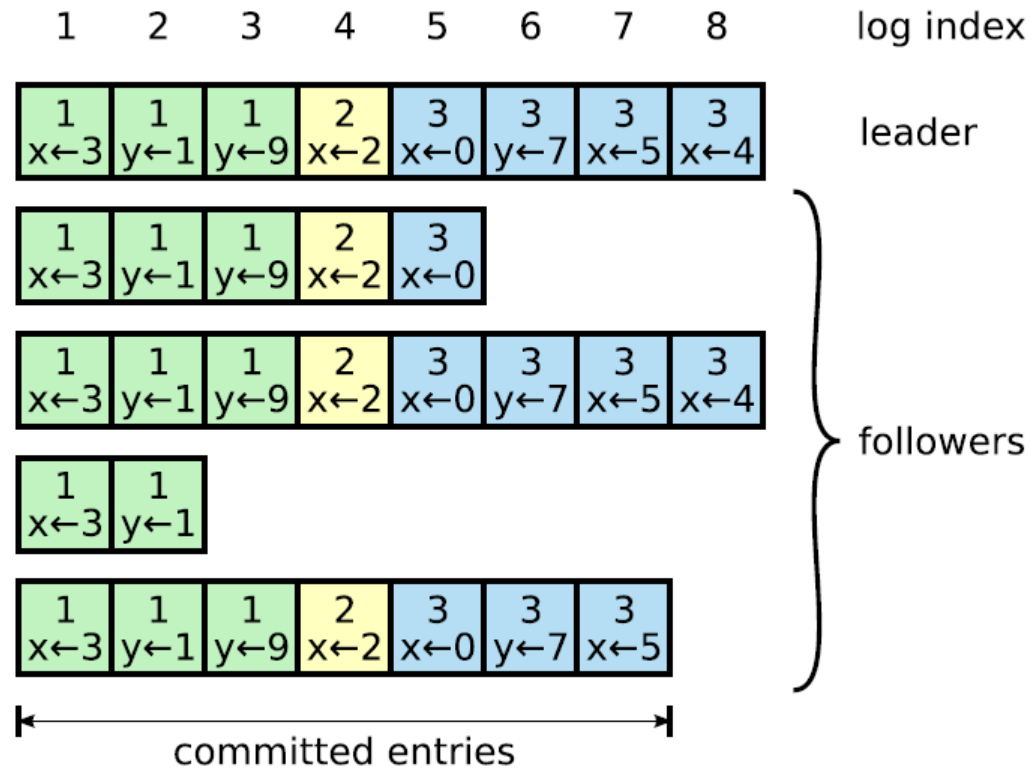 1 2 3 4 5 6 7 8 log index
1 1 1 2 3 3 3 3
x←3 y←1 y←9 x←2 x←0 y←7 x←5 x←4
leader
1 1 1 2 3
x←3 y←1 y←9 x←2 x←0
1 1 1 2 3 3 3 3
x←3 y←1 y←9 x←2 x←0 y←7 x←5 x←4
followers
1 1
x←3 y←1
1 1 1 2 3 3 3
x←3 y←1 y←9 x←2 x←0 y←7 x←5
committed entries